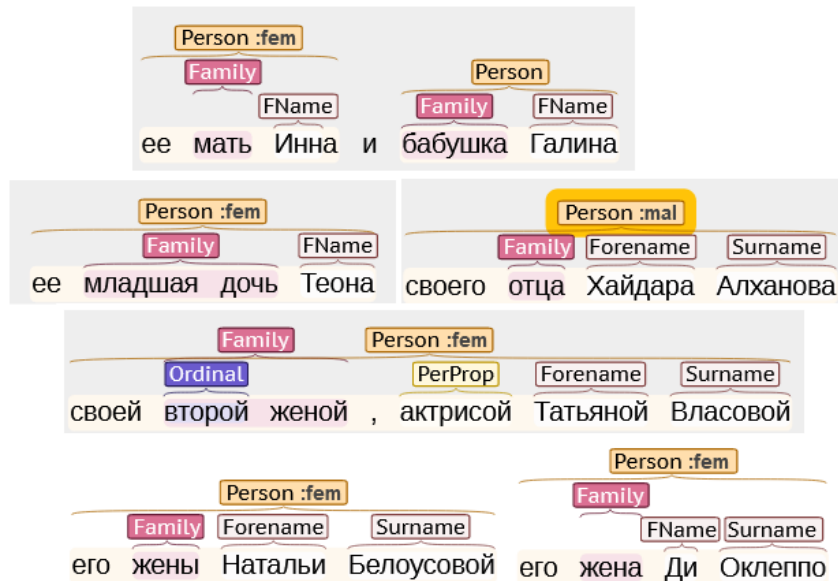 Person :fem
Family Person
FName Family FName
ее мать Инна и бабушка Галина
Person :fem Person :mal
Family FName Family Forename Surname
ее младшая дочь Теона своего отца Хайдара Алханова
Family Person :fem
Ordinal PerProp Forename Surname
своей второй женой , актрисой Татьяной Власовой
Person :fem
Person :fem Family
Family Forename Surname FName Surname
его жены Натальи Белоусовой его жена Ди Оклеппо